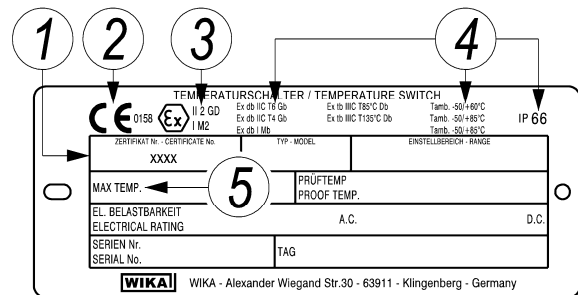 1 2 3 4
TEMPERATURSCHALTER / TEMPERATURE SWITCH
CE 0158 Ex II 2 GD Ex db IIC T6 Gb Ex tb IIIC T85°C Db Tamb. -50/+60°C IP 66
I M2 Ex db IIC T4 Gb Ex tb IIIC T135°C Db Tamb. -50/+85°C
Ex db I Mb Tamb. -50/+85°C
ZERTIFIKAT Nr. - CERTIFICATE No. TYP - MODEL EINSTELLBEREICH - RANGE
XXXX
5
MAX TEMP. PRÜFTEMP
PROOF TEMP.
EL. BELASTBARKEIT
ELECTRICAL RATING A.C. D.C.
SERIEN Nr.
SERIAL No. TAG
WIKA WIKA - Alexander Wiegand Str.30 - 63911 - Klingenberg - Germany